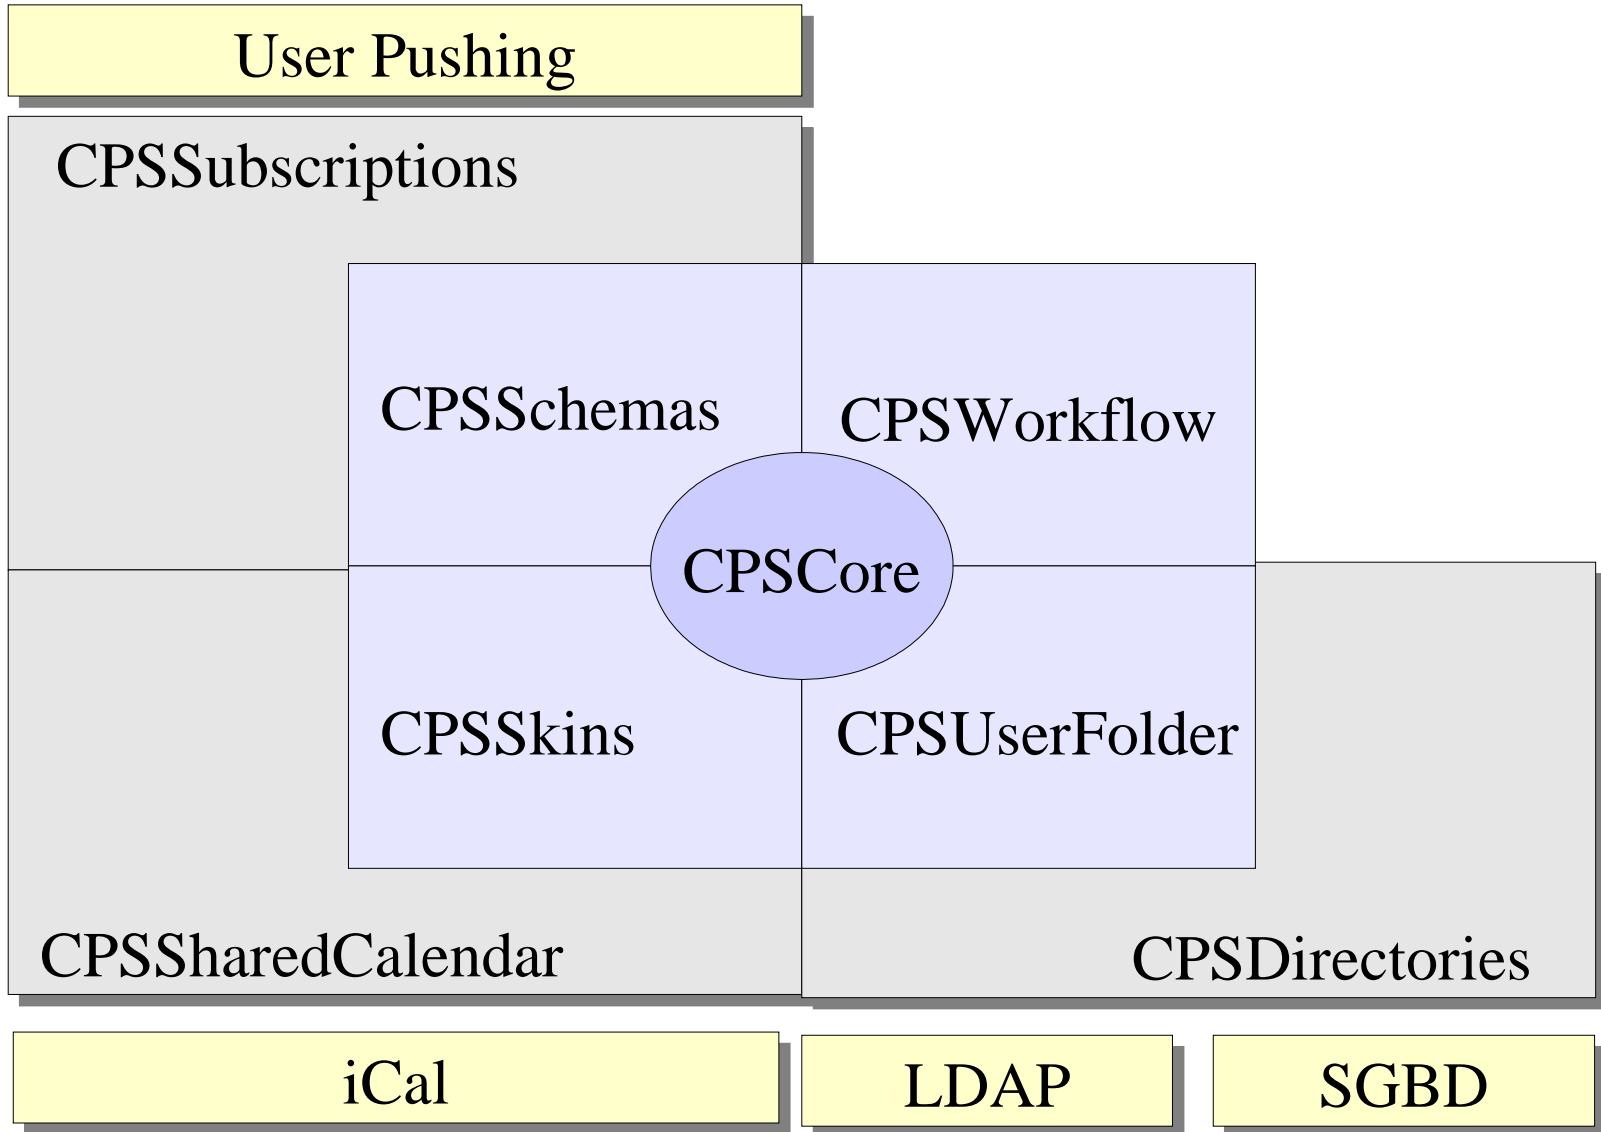 User Pushing
CPSSubscriptions
CPSSchemas
CPSWorkflow
CPSCore
CPSSkins
CPSUserFolder
CPSSharedCalendar
CPSDirectories
iCal
LDAP
SGBD